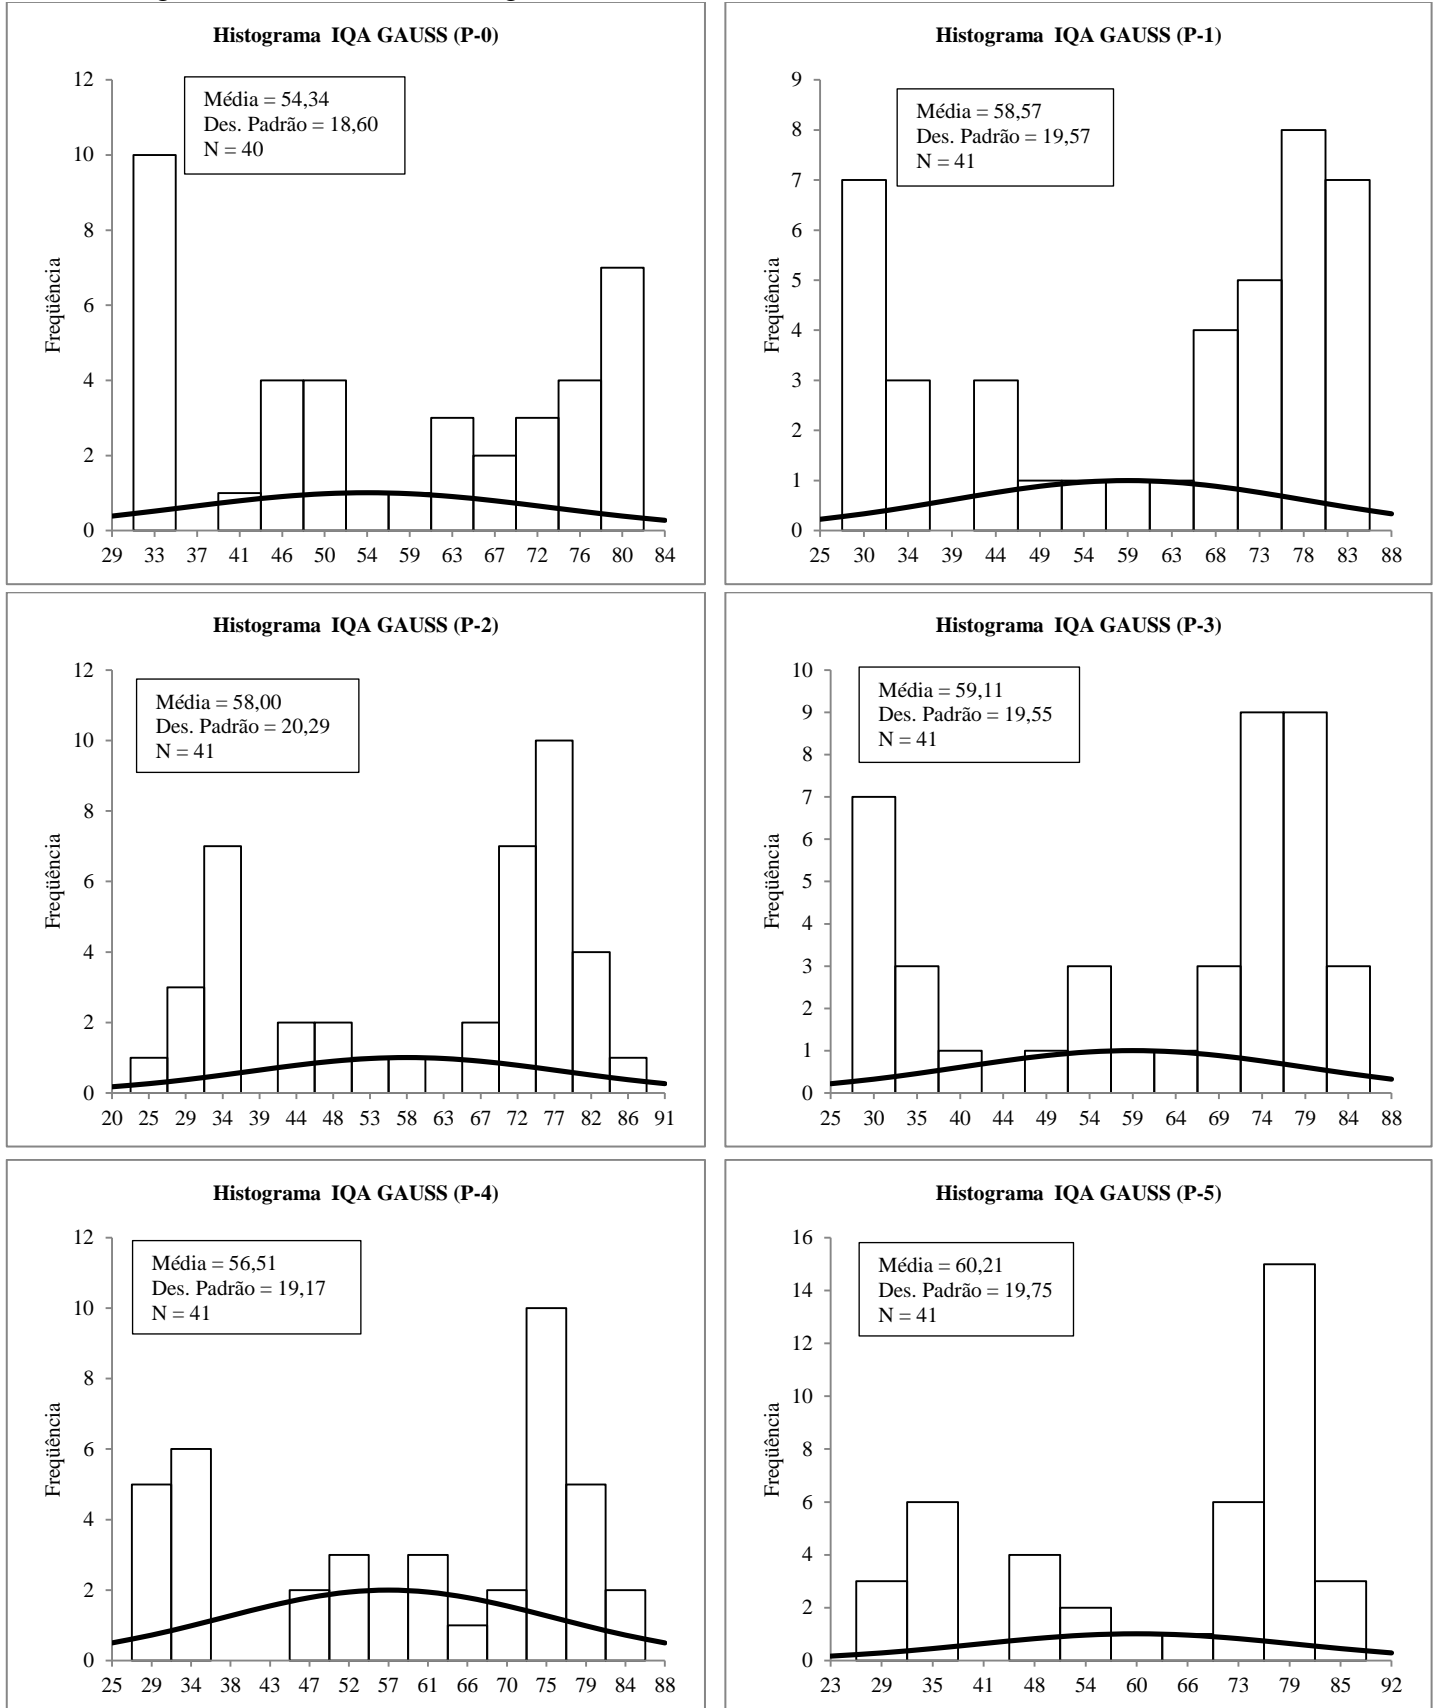 Histograma IQA GAUSS (P-0)
Média = 54,34
Des. Padrão = 18,60
N = 40
Freqüência
12
10
8
6
4
2
0
29 33 37 41 46 50 54 59 63 67 72 76 80 84
Histograma IQA GAUSS (P-1)
Média = 58,57
Des. Padrão = 19,57
N = 41
Freqüência
9
8
7
6
5
4
3
2
1
0
25 30 34 39 44 49 54 59 63 68 73 78 83 88
Histograma IQA GAUSS (P-2)
Média = 58,00
Des. Padrão = 20,29
N = 41
Freqüência
12
10
8
6
4
2
0
20 25 29 34 39 44 49 53 58 63 67 72 77 82 86 91
Histograma IQA GAUSS (P-3)
Média = 59,11
Des. Padrão = 19,55
N = 41
Freqüência
10
9
8
7
6
5
4
3
2
1
0
25 30 35 40 44 49 54 59 64 69 74 79 84 88
Histograma IQA GAUSS (P-4)
Média = 56,51
Des. Padrão = 19,17
N = 41
Freqüência
12
10
8
6
4
2
0
25 29 34 38 43 47 52 57 61 66 70 75 79 84 88
Histograma IQA GAUSS (P-5)
Média = 60,21
Des. Padrão = 19,75
N = 41
Freqüência
16
14
12
10
8
6
4
2
0
23 29 35 41 48 54 60 66 73 79 85 92